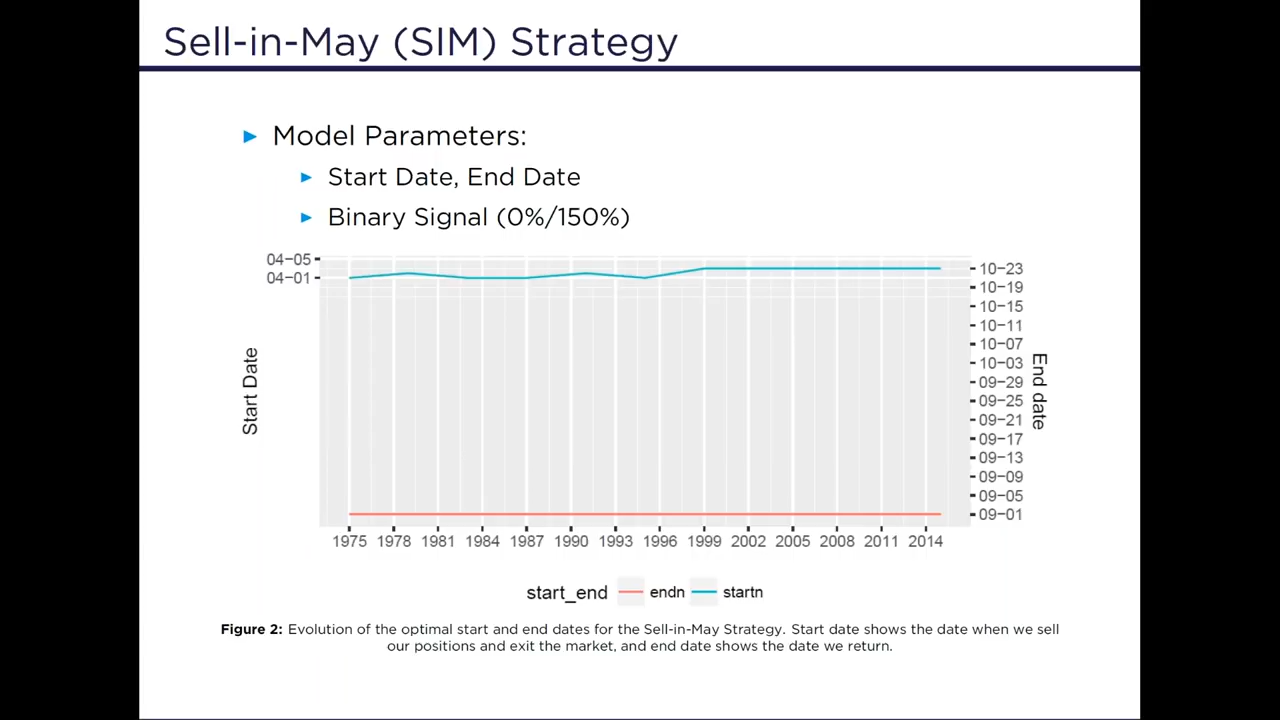 Sell-in-May (SIM) Strategy
► Model Parameters:
► Start Date, End Date
► Binary Signal (0%/150%)
04-05
04-01
Start Date
10-23
10-19
10-15
10-11
10-07
10-03
09-29
09-25
09-21
09-17
09-13
09-09
09-05
09-01
End date
1975 1978 1981 1984 1987 1990 1993 1996 1999 2002 2005 2008 2011 2014
start_end endn startn
Figure 2: Evolution of the optimal start and end dates for the Sell-in-May Strategy. Start date shows the date when we sell
our positions and exit the market, and end date shows the date we return.